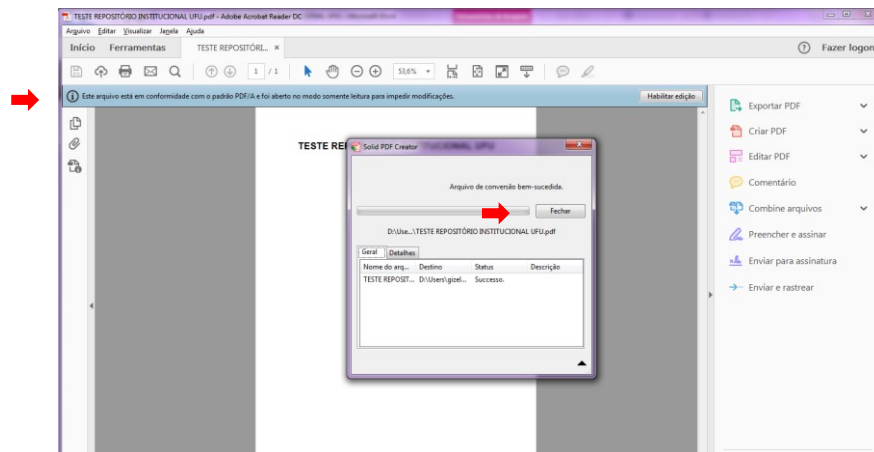 TESTE REPOSITÓRIO INSTITUCIONAL UFU.pdf - Adobe Acrobat Reader DC
Arquivo Editar Visualizar Janela Ajuda
Início Ferramentas TESTE REPOSITÓRI... ×
Fazer logon
1 / 1 53,6%
Este arquivo está em conformidade com o padrão PDF/A e foi aberto no modo somente leitura para impedir modificações.
Habilitar edição
Exportar PDF
Criar PDF
Editar PDF
Comentário
Combine arquivos
Preencher e assinar
Enviar para assinatura
Enviar e rastrear
TESTE REP
Solid PDF Creator
Arquivo de conversão bem-sucedida.
Fechar
D:\Use...\TESTE REPOSITÓRIO INSTITUCIONAL UFU.pdf
Geral Detalhes
Nome do arq... Destino Status Descrição
TESTE REPOSIT... D:\Users\gizel... Successo.